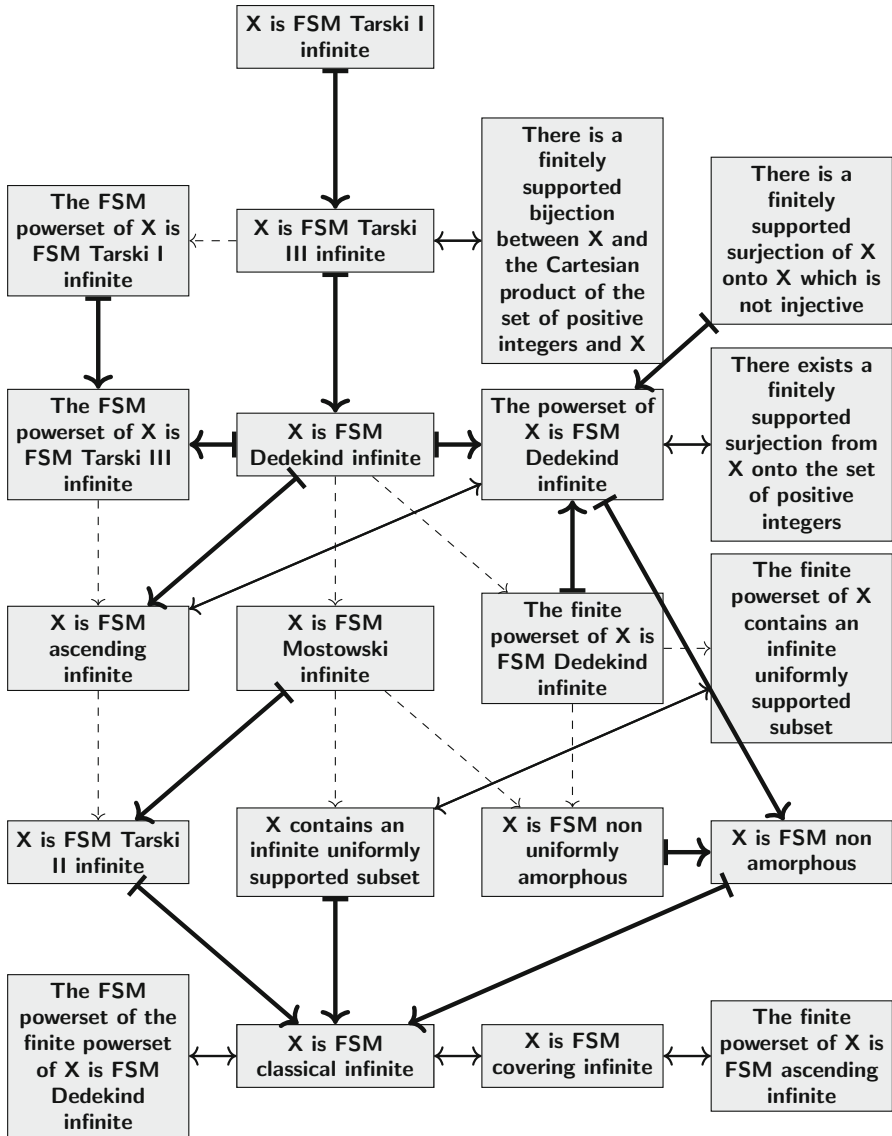 X is FSM Tarski I
infinite
There is a
finitely
supported
bijection
between X and
the Cartesian
product of the
set of positive
integers and X
There is a
finitely
supported
surjection of X
onto X which is
not injective
The FSM
powerset of X is
FSM Tarski I
infinite
X is FSM Tarski
III infinite
The FSM
powerset of X is
FSM Tarski III
infinite
X is FSM
Dedekind infinite
The powerset of
X is FSM
Dedekind
infinite
There exists a
finitely
supported
surjection from
X onto the set
of positive
integers
X is FSM
ascending
infinite
X is FSM
Mostowski
infinite
The finite
powerset of X is
FSM Dedekind
infinite
The finite
powerset of X
contains an
infinite
uniformly
supported
subset
X is FSM Tarski
II infinite
X contains an
infinite uniformly
supported subset
X is FSM non
uniformly
amorphous
X is FSM non
amorphous
The FSM
powerset of the
finite powerset
of X is FSM
Dedekind
infinite
X is FSM
classical infinite
X is FSM
covering infinite
The finite
powerset of X is
FSM ascending
infinite